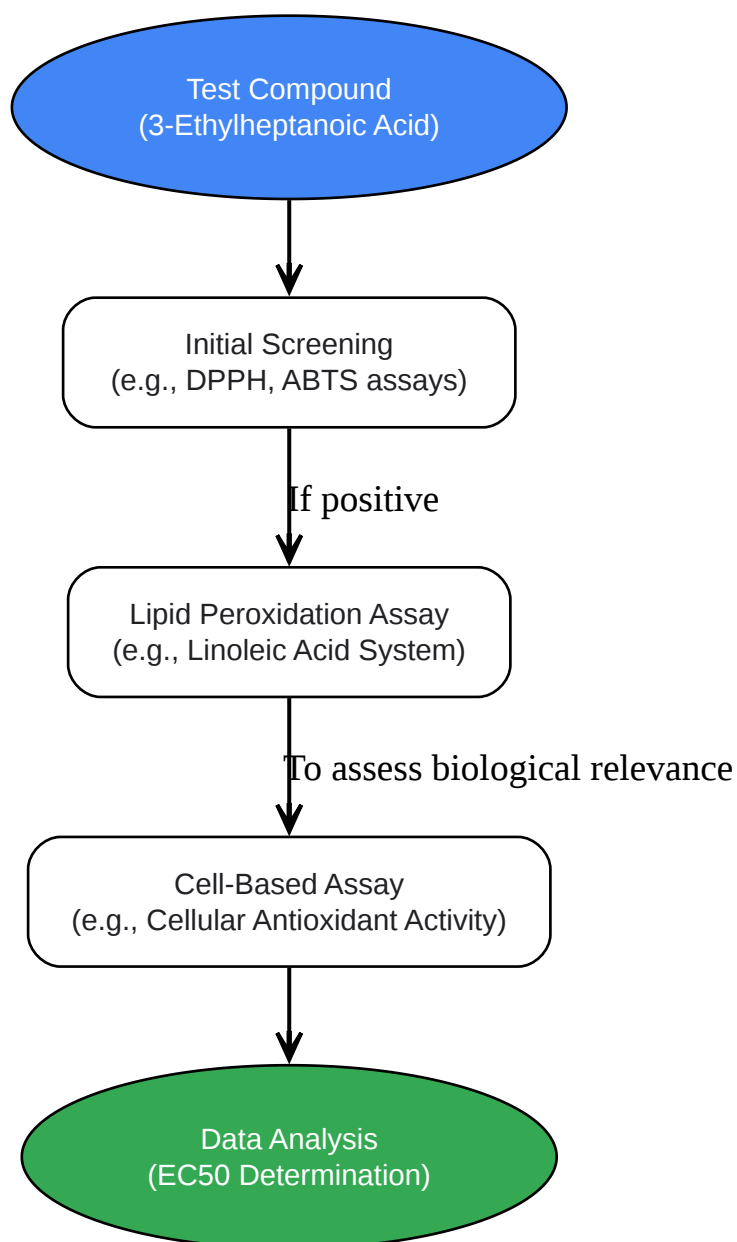 Test Compound
(3-Ethylheptanoic Acid)
Initial Screening
(e.g., DPPH, ABTS assays)
If positive
Lipid Peroxidation Assay
(e.g., Linoleic Acid System)
To assess biological relevance
Cell-Based Assay
(e.g., Cellular Antioxidant Activity)
Data Analysis
(EC50 Determination)